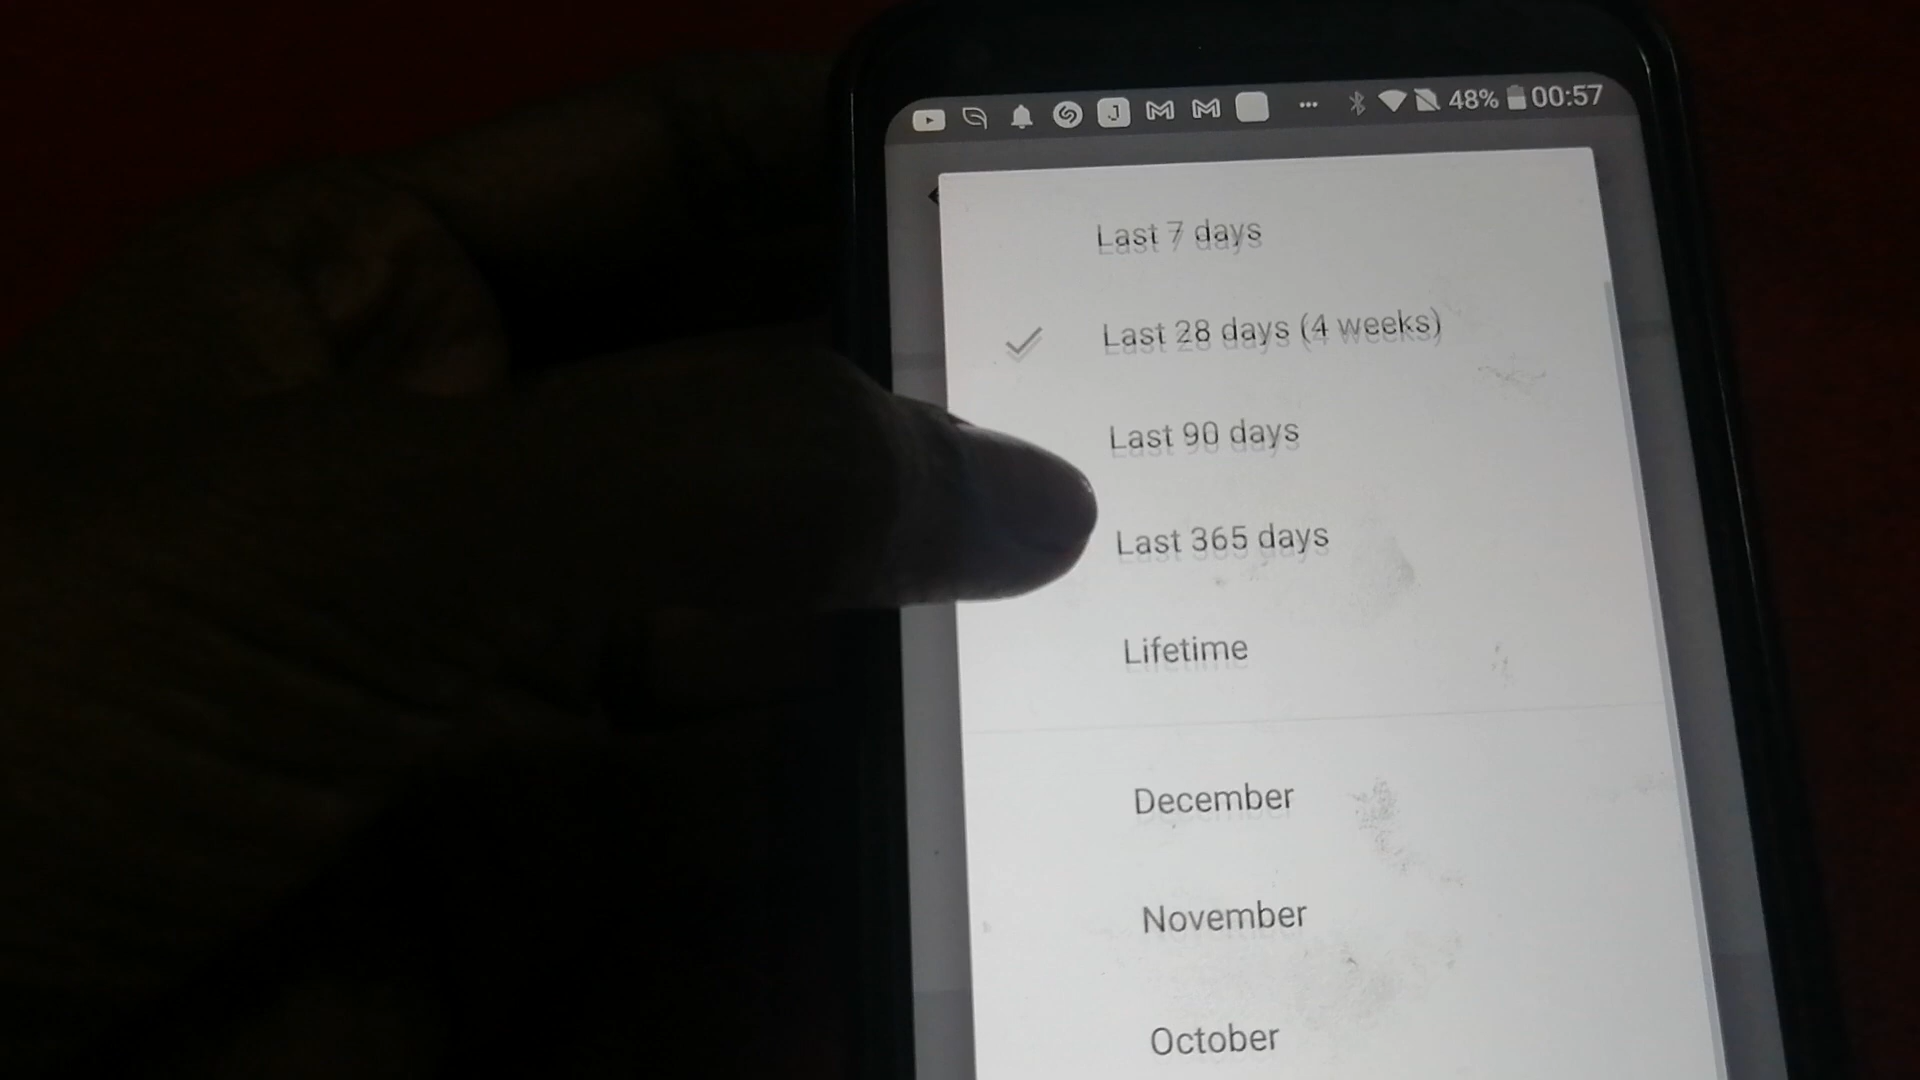 48% 00:57
Last 7 days
Last 28 days (4 weeks)
Last 90 days
Last 365 days
Lifetime
December
November
October